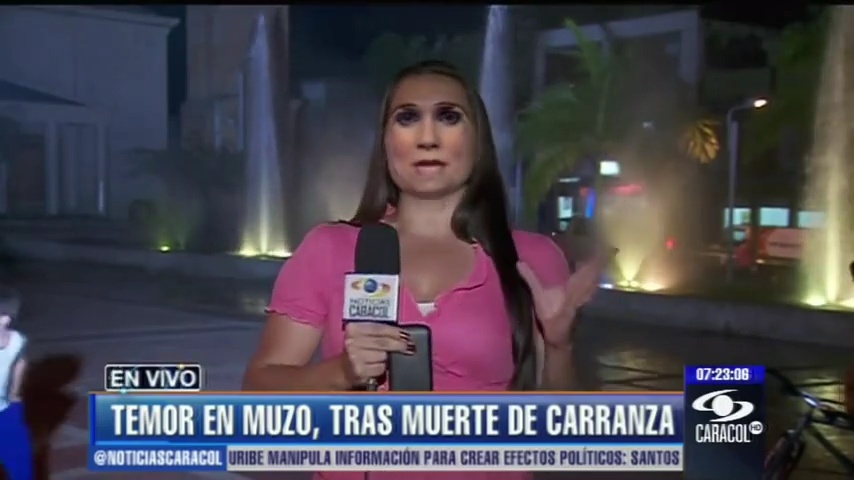 NOTICIAS
CARACOL
EN VIVO
07:23:06
TEMOR EN MUZO, TRAS MUERTE DE CARRANZA
CARACOL HD
@NOTICIASCARACOL URIBE MANIPULA INFORMACIÓN PARA CREAR EFECTOS POLÍTICOS: SANTOS